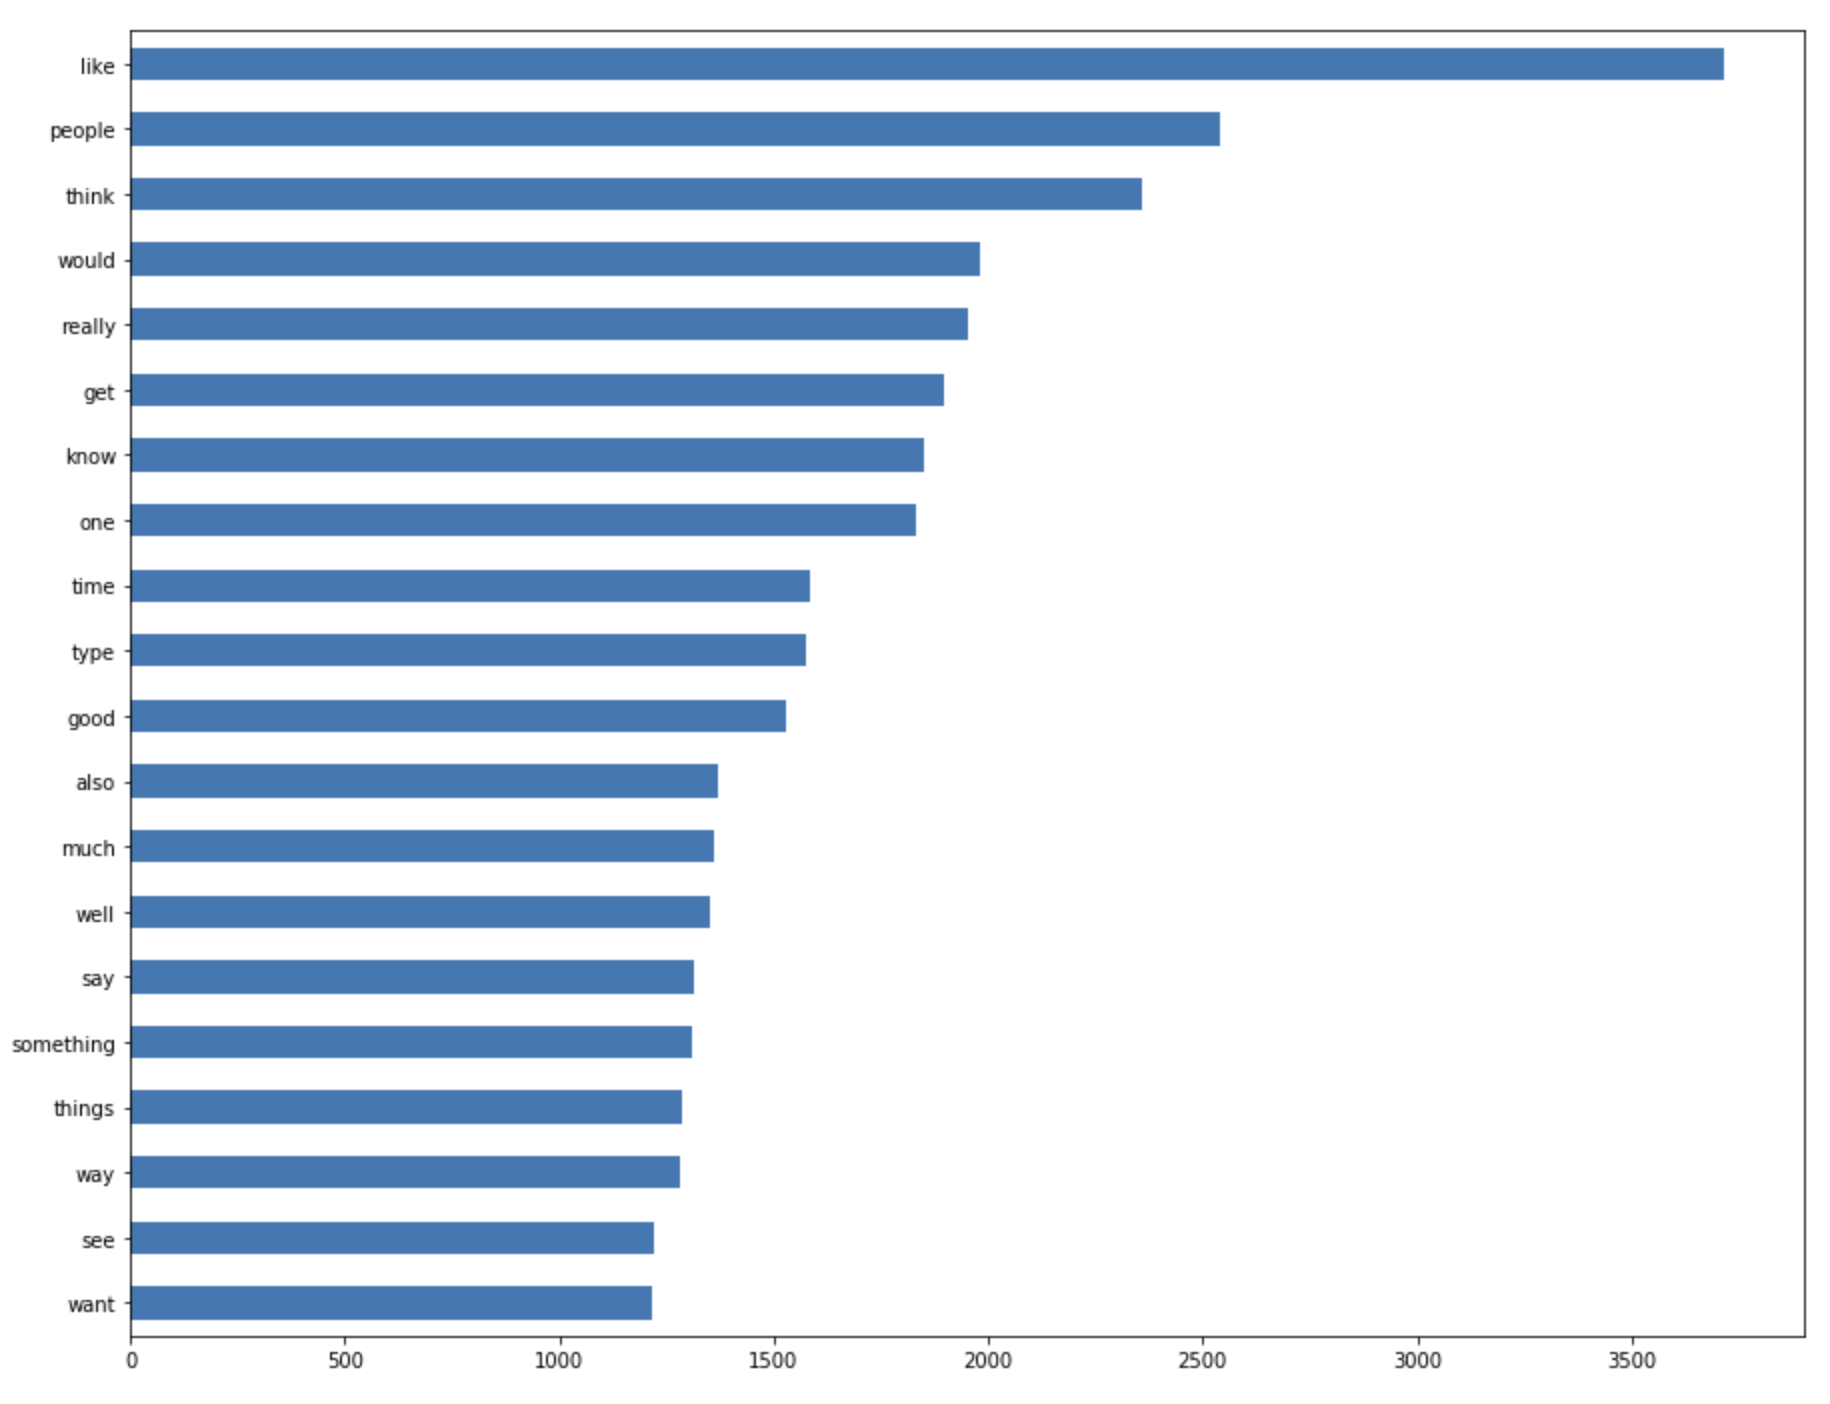 like
people
think
would
really
get
know
one
time
type
good
also
much
well
say
something
things
way
see
want
0 500 1000 1500 2000 2500 3000 3500